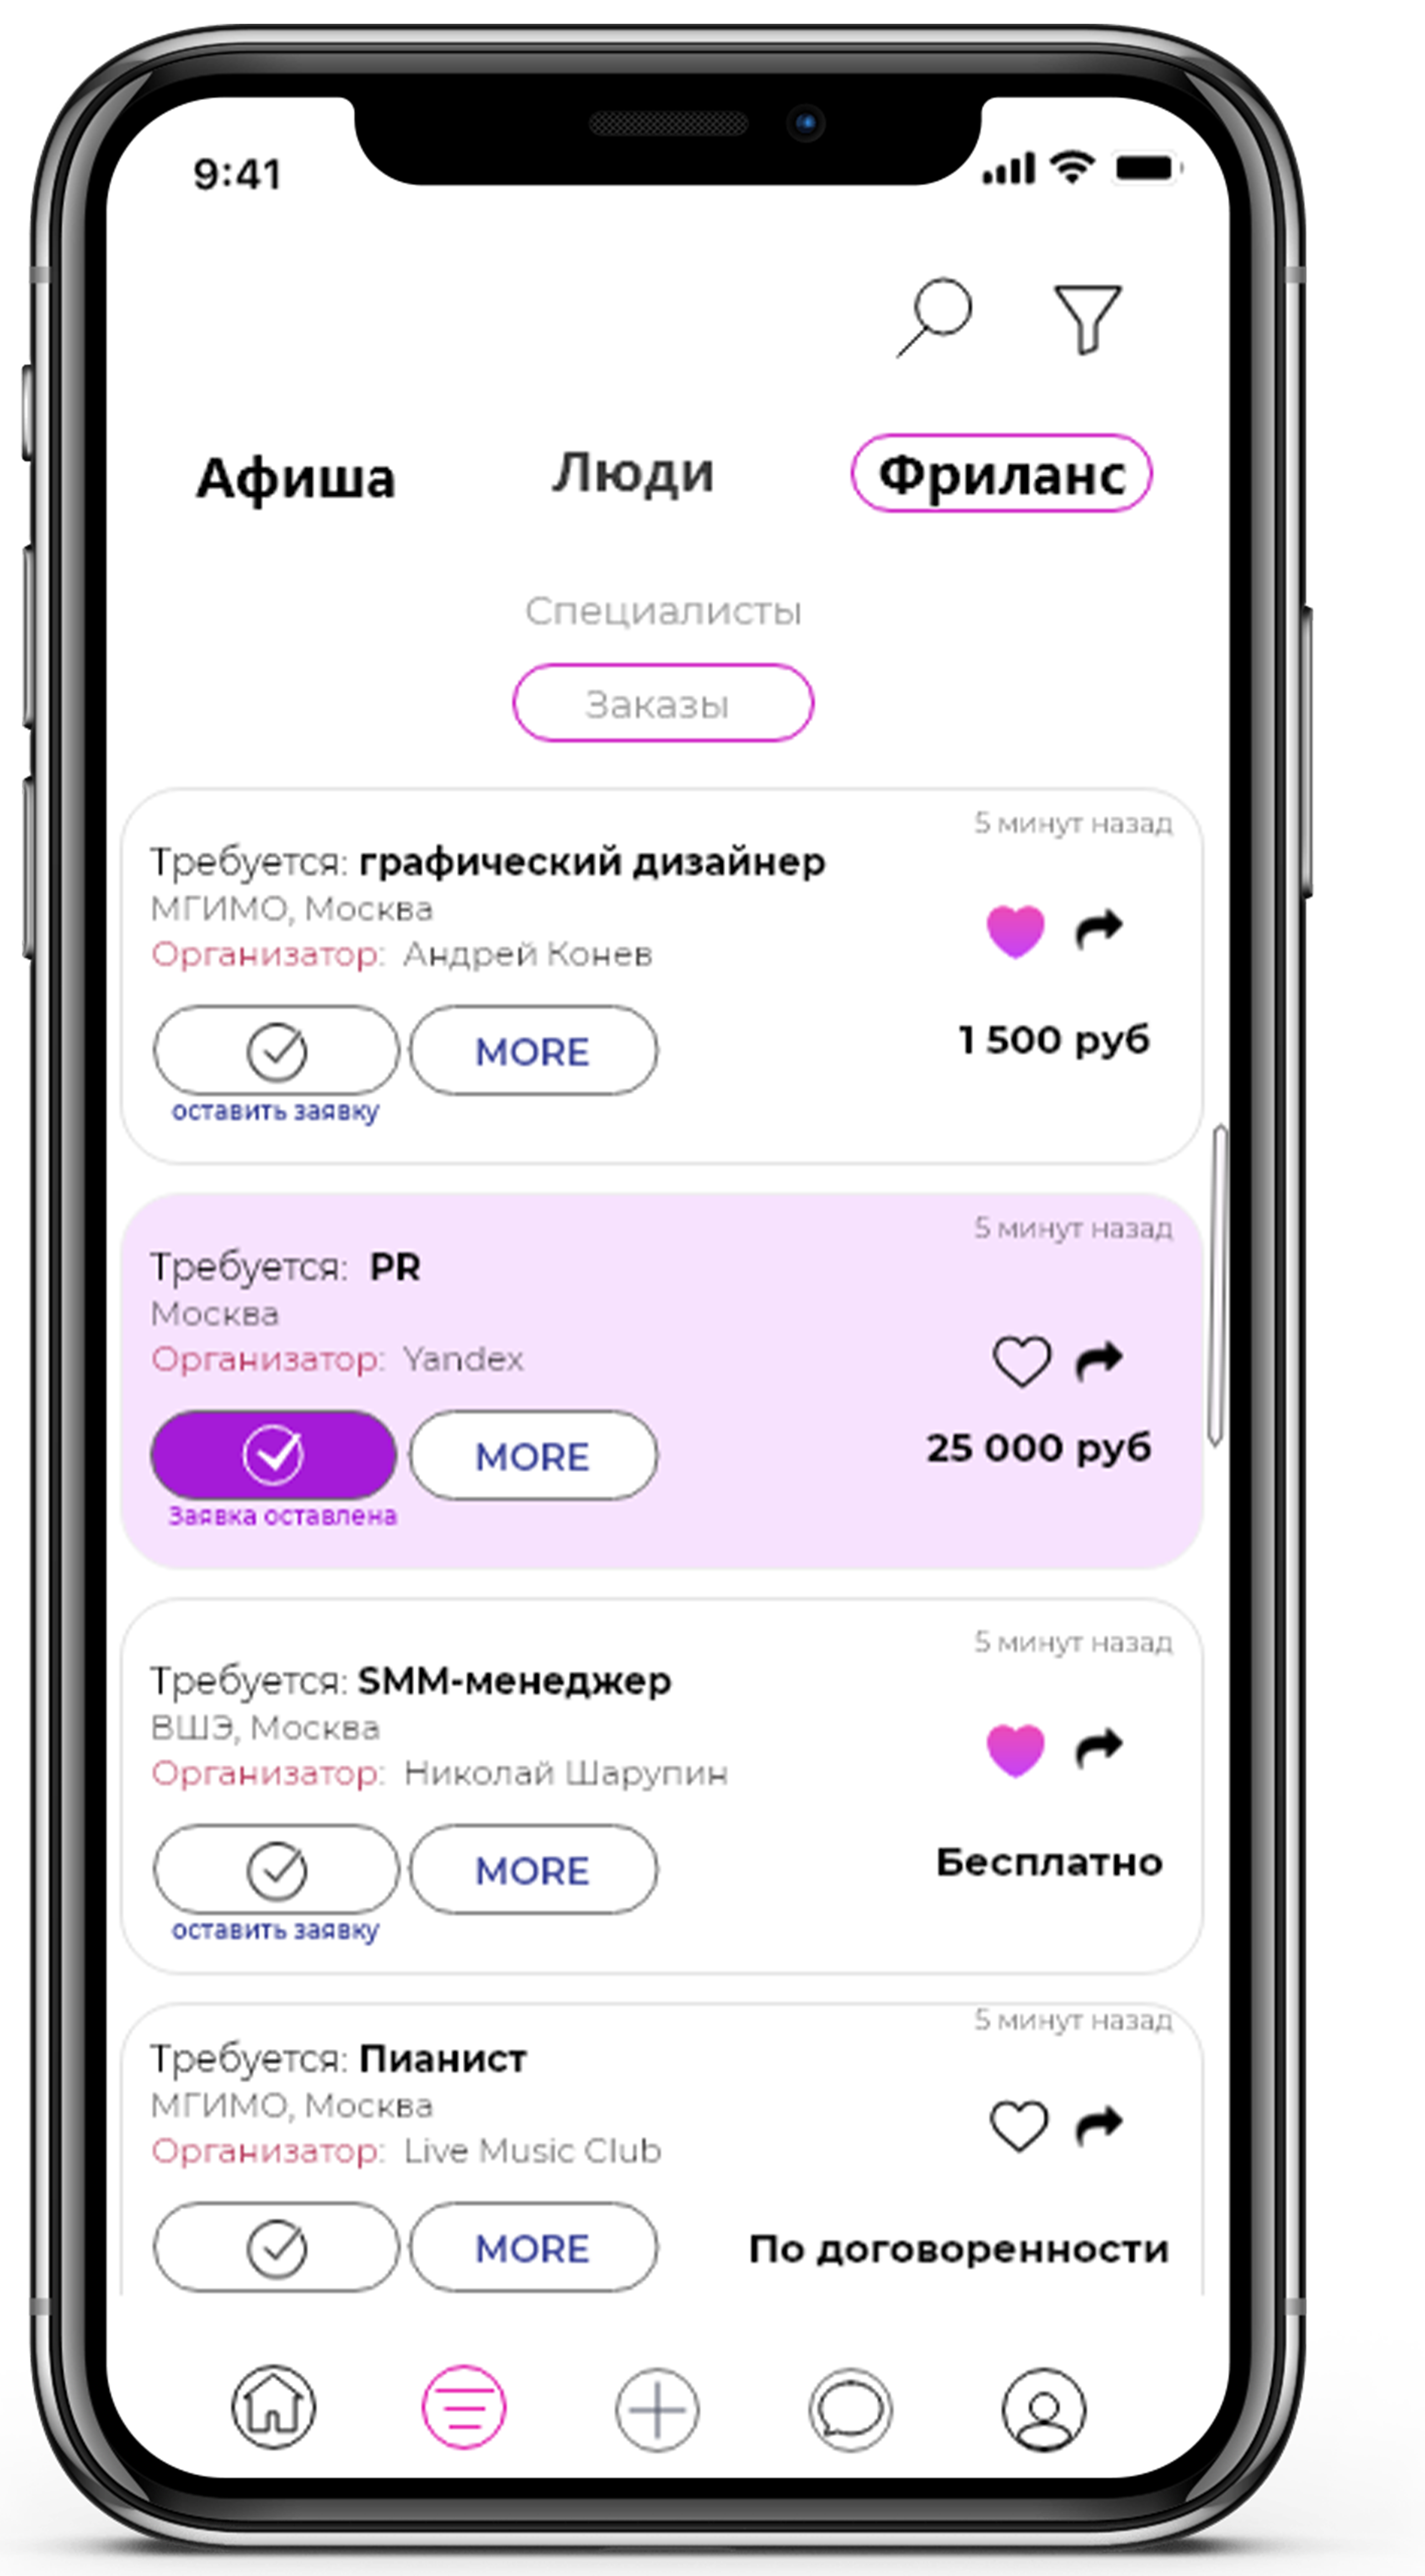 9:41
Афиша Люди Фриланс
Специалисты
Заказы
5 минут назад
Требуется: графический дизайнер
МГИМО, Москва
Организатор: Андрей Конев
MORE
1 500 руб
оставить заявку
5 минут назад
Требуется: PR
Москва
Организатор: Yandex
MORE
25 000 руб
Заявка оставлена
5 минут назад
Требуется: SMM-менеджер
ВШЭ, Москва
Организатор: Николай Шарупин
MORE
Бесплатно
оставить заявку
5 минут назад
Требуется: Пианист
МГИМО, Москва
Организатор: Live Music Club
MORE
По договоренности